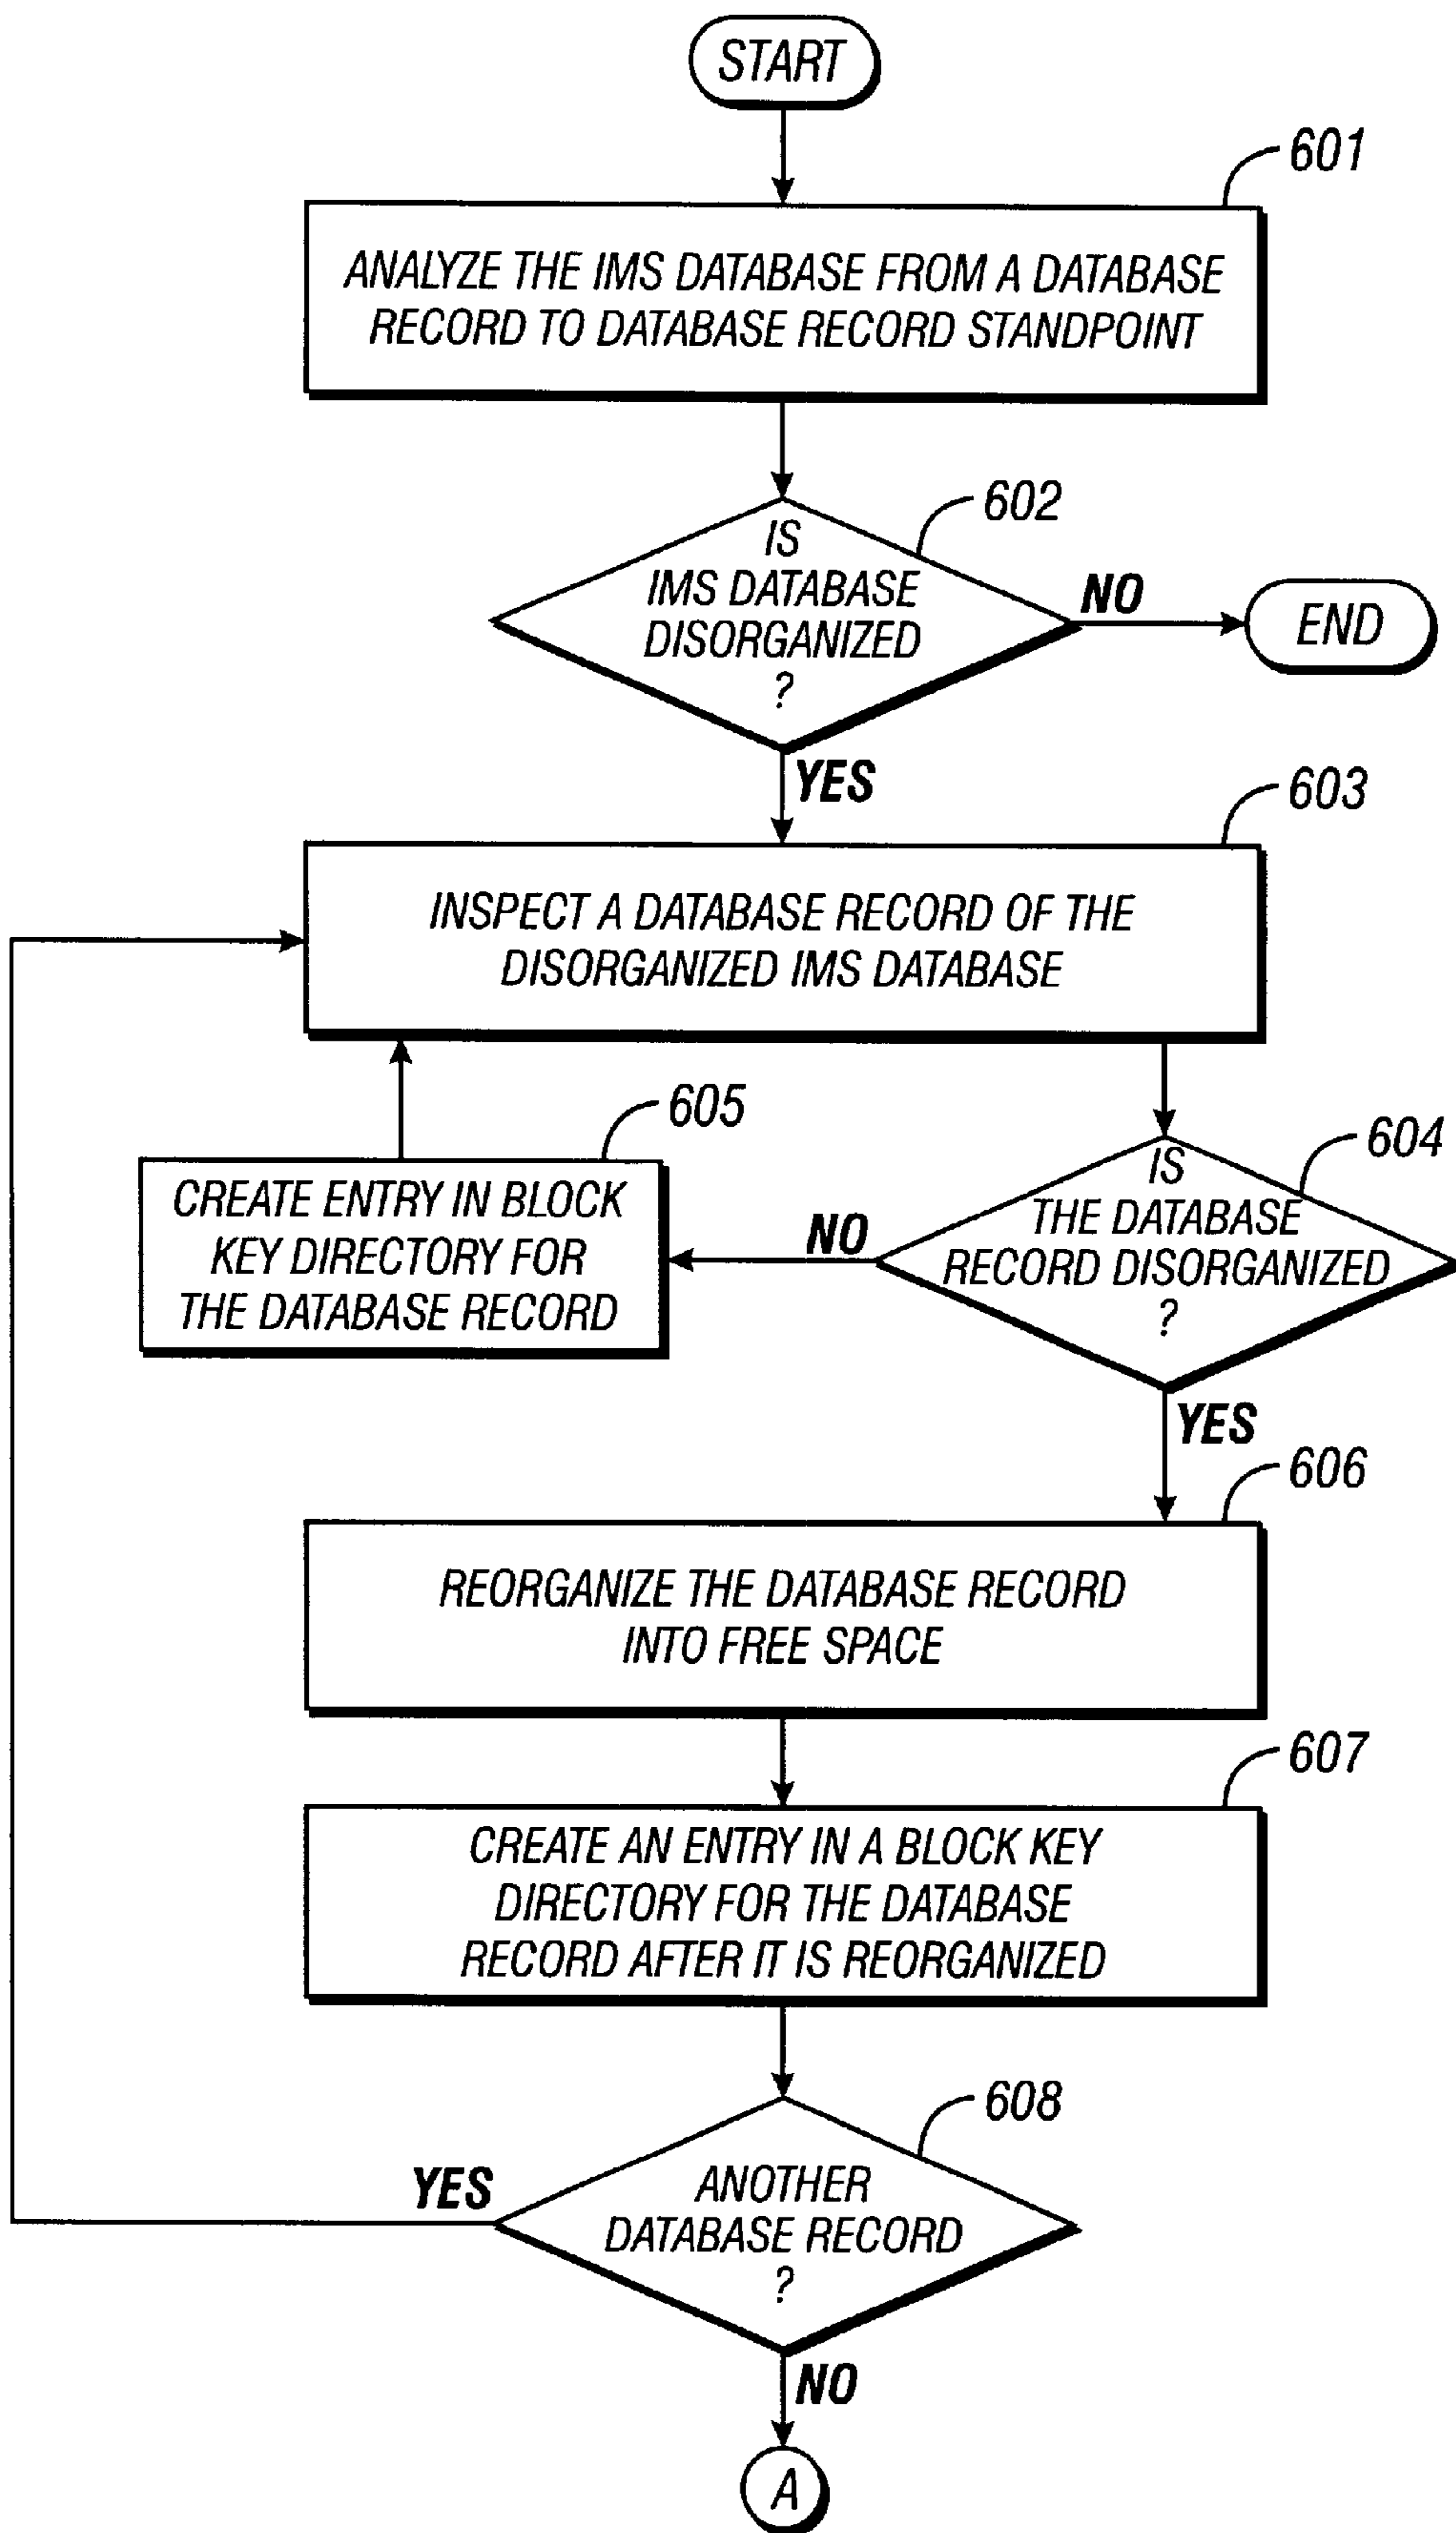 START
601
ANALYZE THE IMS DATABASE FROM A DATABASE
RECORD TO DATABASE RECORD STANDPOINT
602
IS
IMS DATABASE
DISORGANIZED
?
NO
END
YES
603
INSPECT A DATABASE RECORD OF THE
DISORGANIZED IMS DATABASE
605
CREATE ENTRY IN BLOCK
KEY DIRECTORY FOR
THE DATABASE RECORD
604
IS
THE DATABASE
RECORD DISORGANIZED
?
NO
YES
606
REORGANIZE THE DATABASE RECORD
INTO FREE SPACE
607
CREATE AN ENTRY IN A BLOCK KEY
DIRECTORY FOR THE DATABASE
RECORD AFTER IT IS REORGANIZED
608
YES
ANOTHER
DATABASE RECORD
?
NO
A